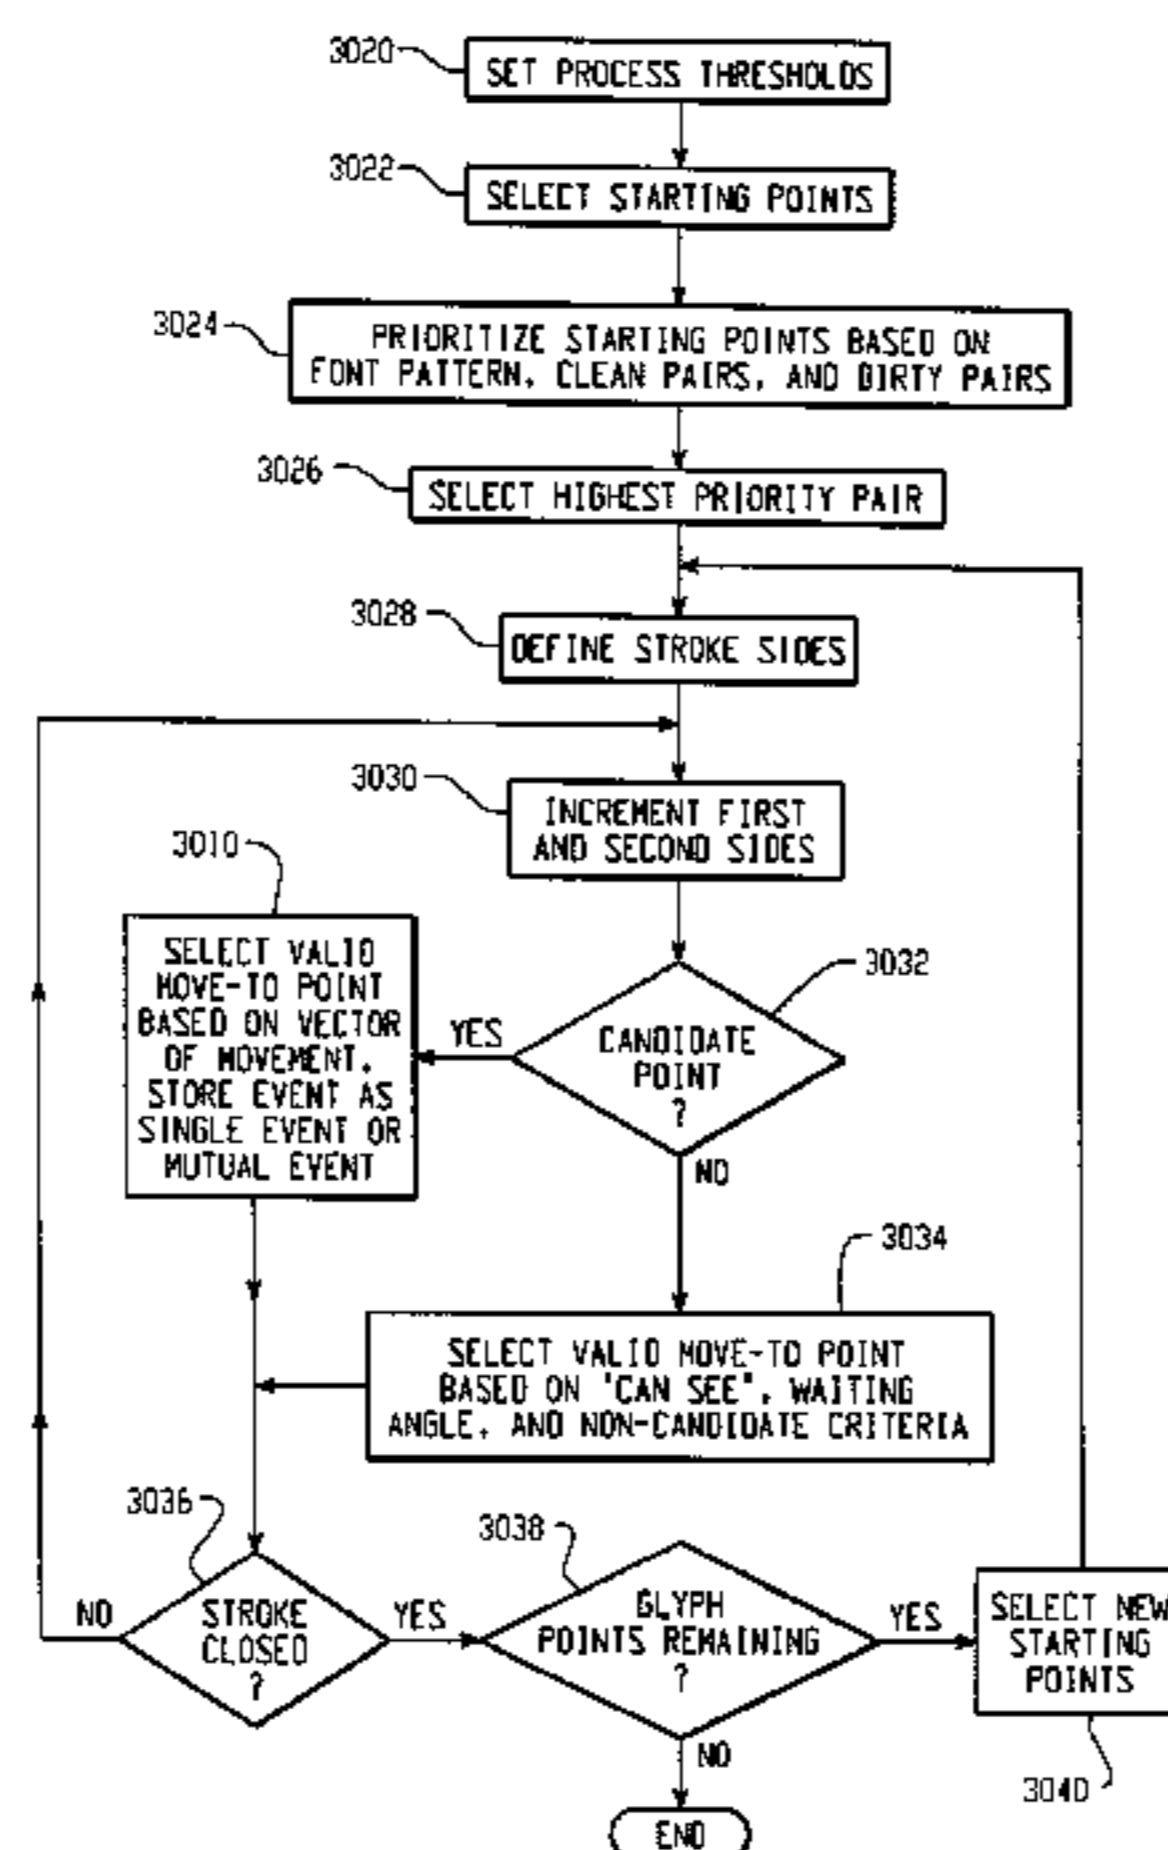 3020
SET PROCESS THRESHOLDS
3022
SELECT STARTING POINTS
3024
PRIORITIZE STARTING POINTS BASED ON
FONT PATTERN, CLEAN PAIRS, AND DIRTY PAIRS
3026
SELECT HIGHEST PRIORITY PAIR
3028
DEFINE STROKE SIDES
3030
INCREMENT FIRST
AND SECOND SIDES
3010
SELECT VALID
MOVE-TO POINT
BASED ON VECTOR
OF MOVEMENT.
STORE EVENT AS
SINGLE EVENT OR
MUTUAL EVENT
3032
YES
CANDIDATE
POINT
?
NO
3034
SELECT VALID MOVE-TO POINT
BASED ON "CAN SEE", WAITING
ANGLE, AND NON-CANDIDATE CRITERIA
3036
NO
STROKE
CLOSED
?
YES
3038
GLYPH
POINTS REMAINING
?
YES
NO
SELECT NEW
STARTING
POINTS
3040
END